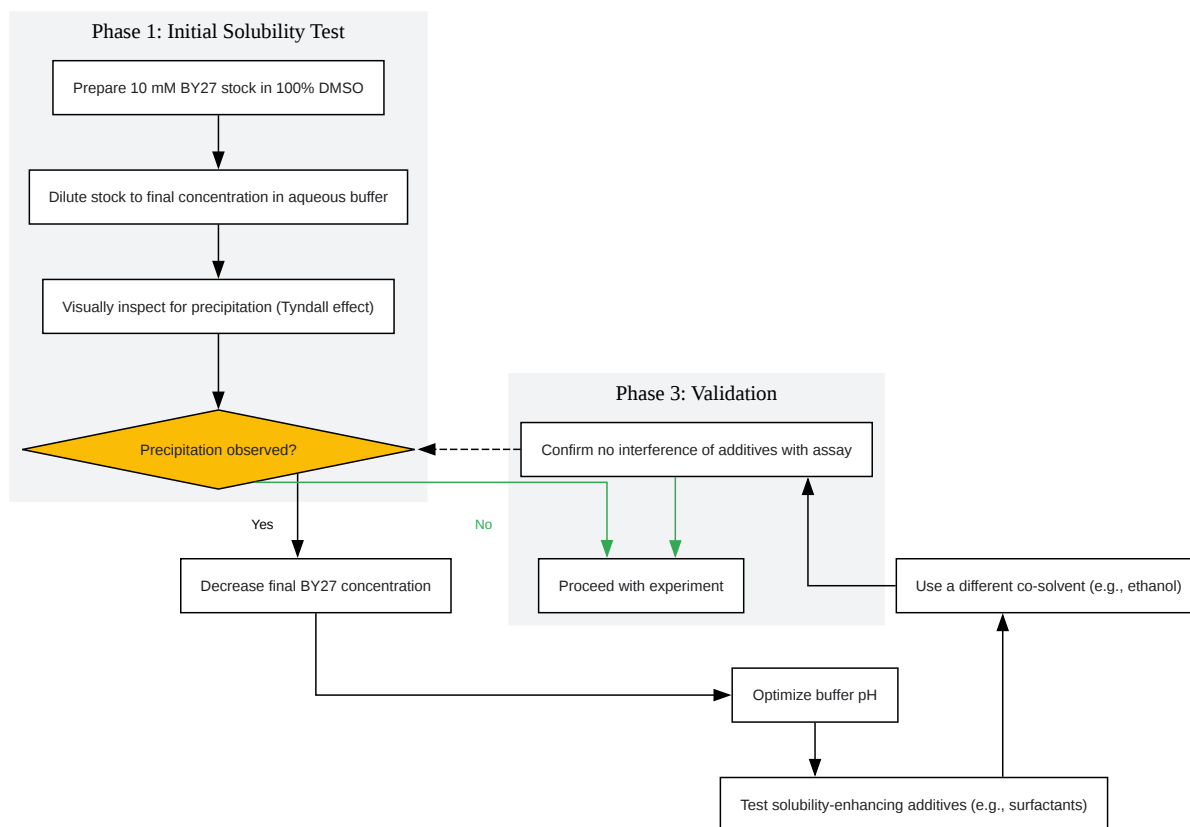 Phase 1: Initial Solubility Test
Prepare 10 mM BY27 stock in 100% DMSO
Dilute stock to final concentration in aqueous buffer
Visually inspect for precipitation (Tyndall effect)
Precipitation observed?
Phase 3: Validation
Confirm no interference of additives with assay
Yes
No
Decrease final BY27 concentration
Proceed with experiment
Use a different co-solvent (e.g., ethanol)
Optimize buffer pH
Test solubility-enhancing additives (e.g., surfactants)